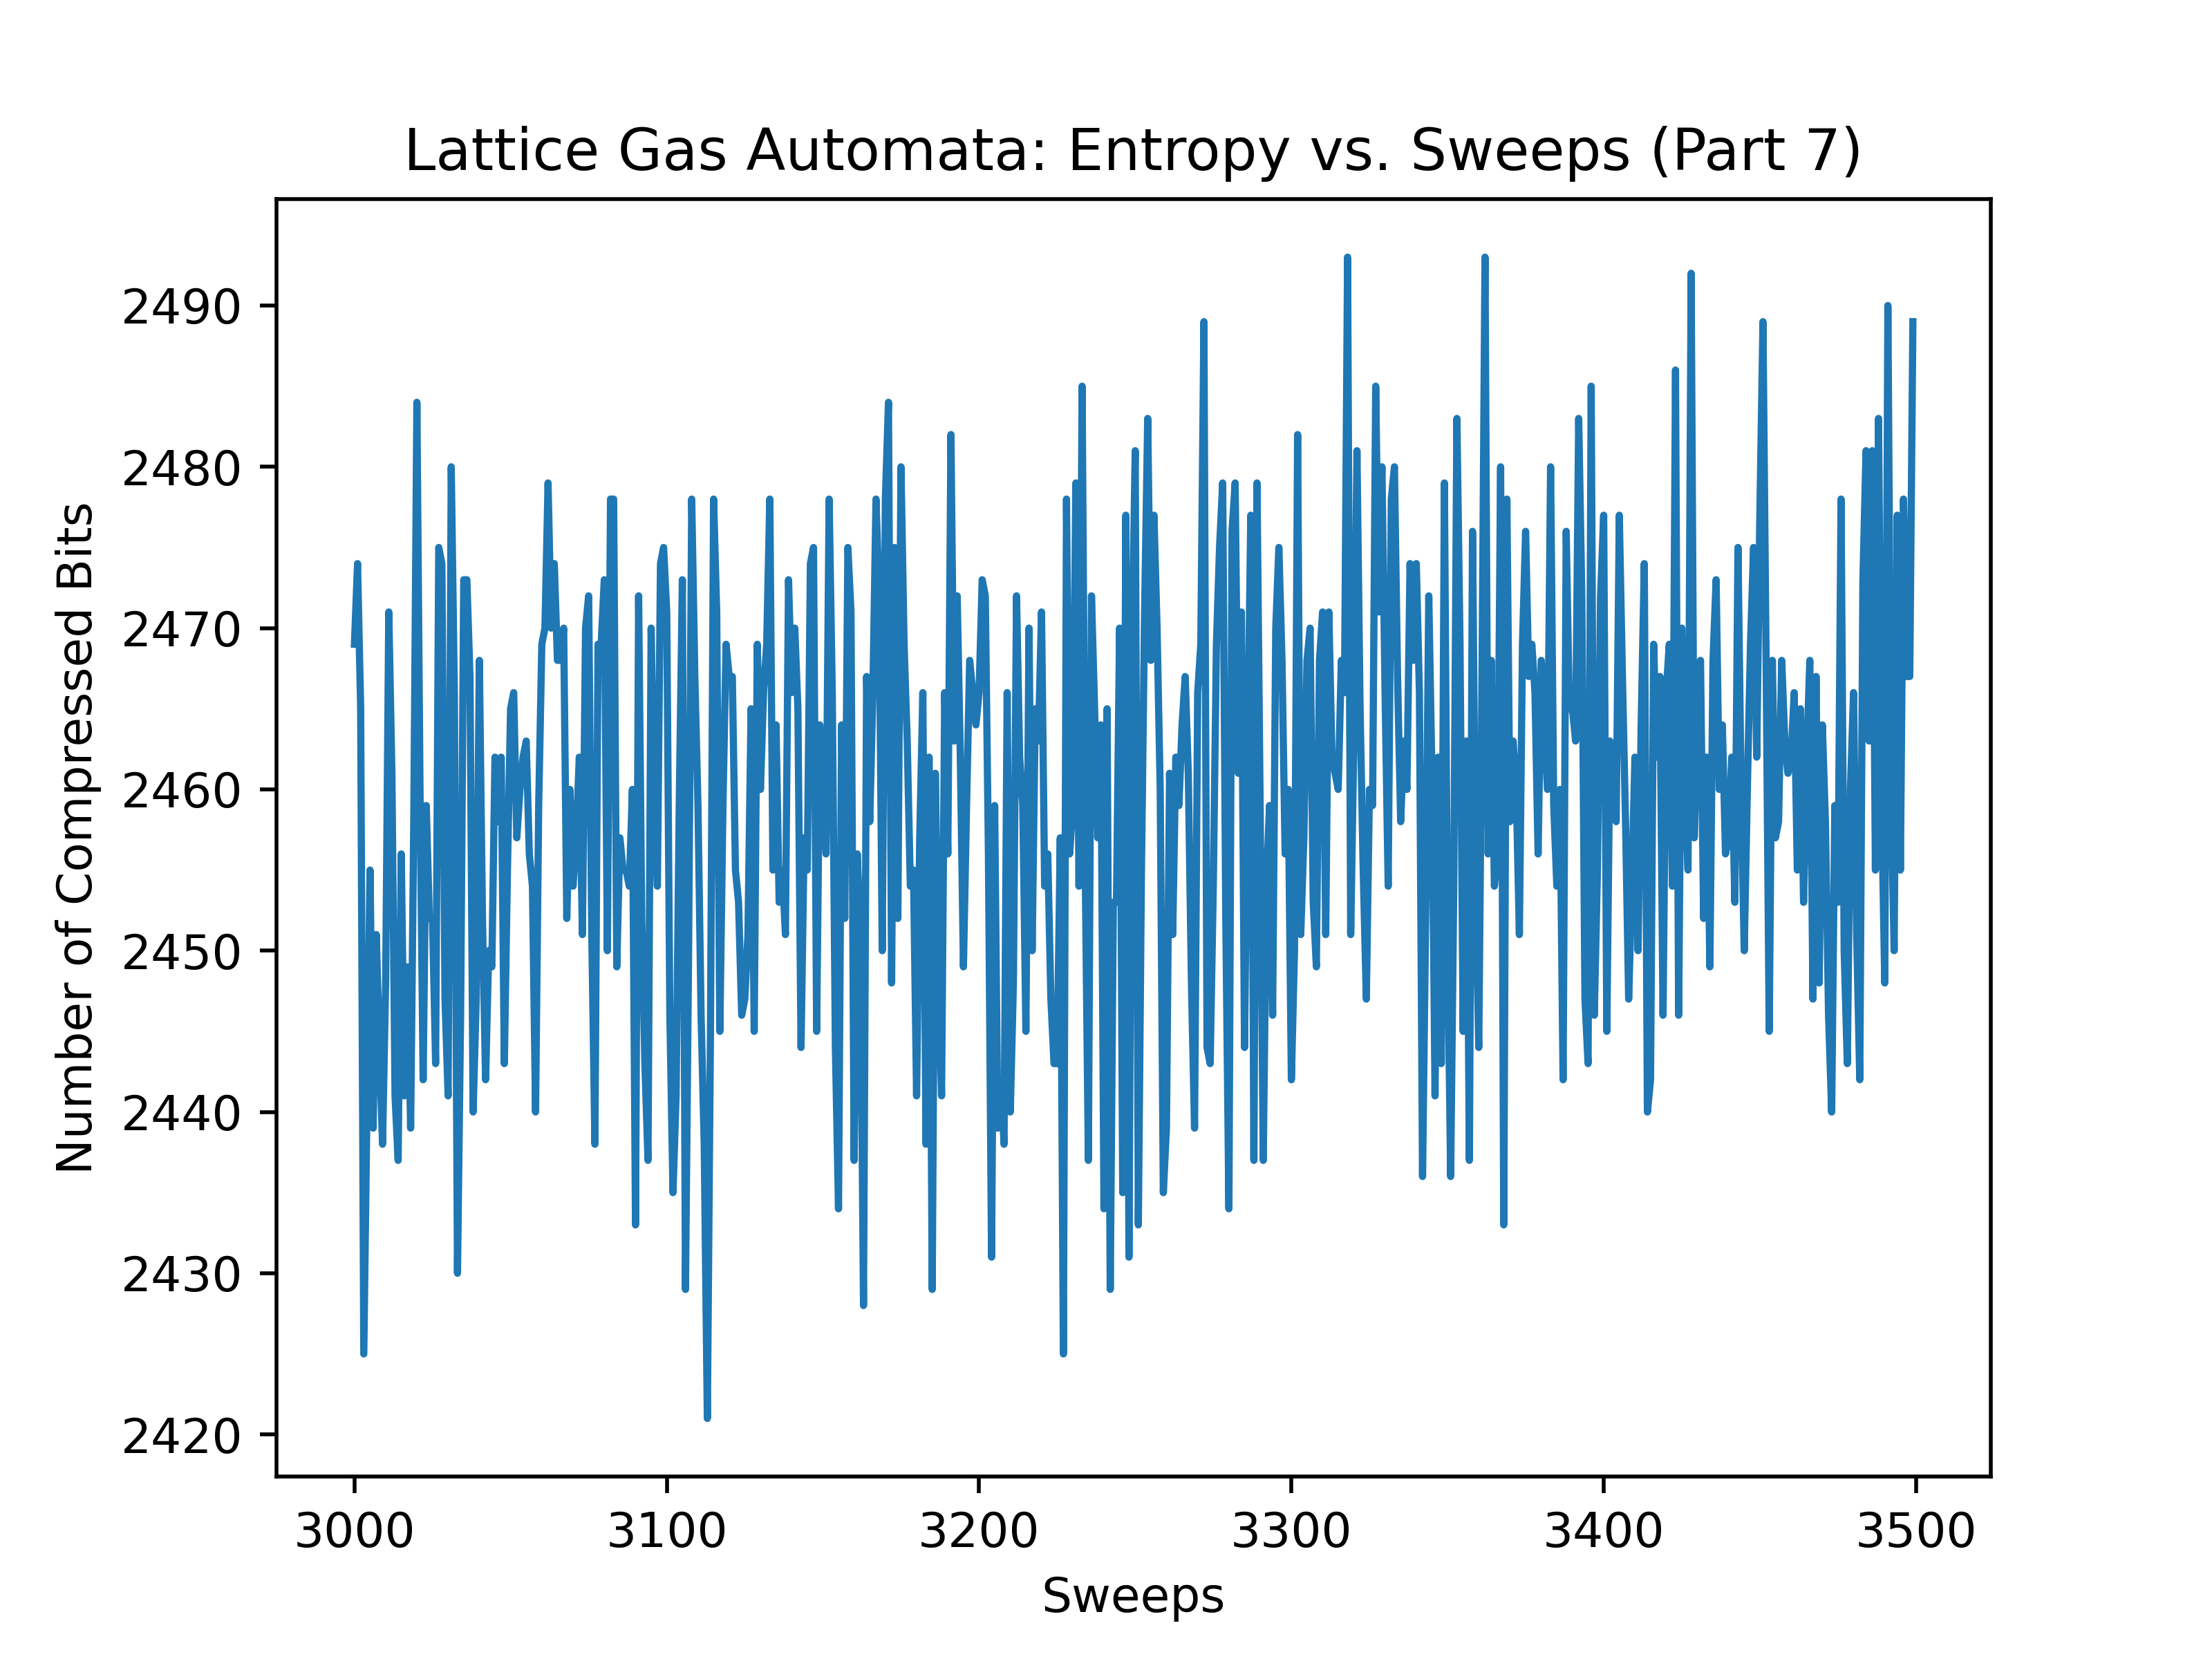 Lattice Gas Automata: Entropy vs. Sweeps (Part 7)
Number of Compressed Bits
2490
2480
2470
2460
2450
2440
2430
2420
3000 3100 3200 3300 3400 3500
Sweeps